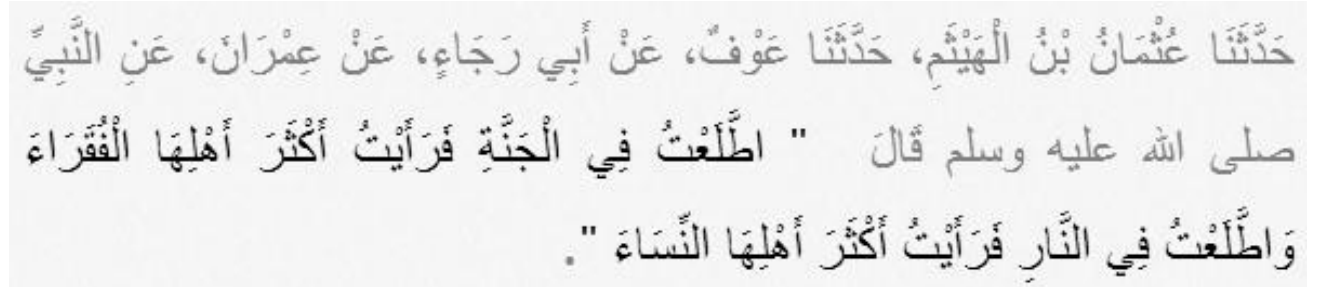 حَدَّثَنَا عُثْمَانُ بْنُ الْهَيْثَمِ، حَدَّثَنَا عَوْفٌ، عَنْ أَبِي رَجَاءٍ، عَنْ عِمْرَانَ، عَنِ النَّبِيِّ
صلى الله عليه وسلم قَالَ ‏ "‏ اطَّلَعْتُ فِي الْجَنَّةِ فَرَأَيْتُ أَكْثَرَ أَهْلِهَا الْفُقَرَاءَ
وَاطَّلَعْتُ فِي النَّارِ فَرَأَيْتُ أَكْثَرَ أَهْلِهَا النِّسَاءَ ‏"‏‏.‏